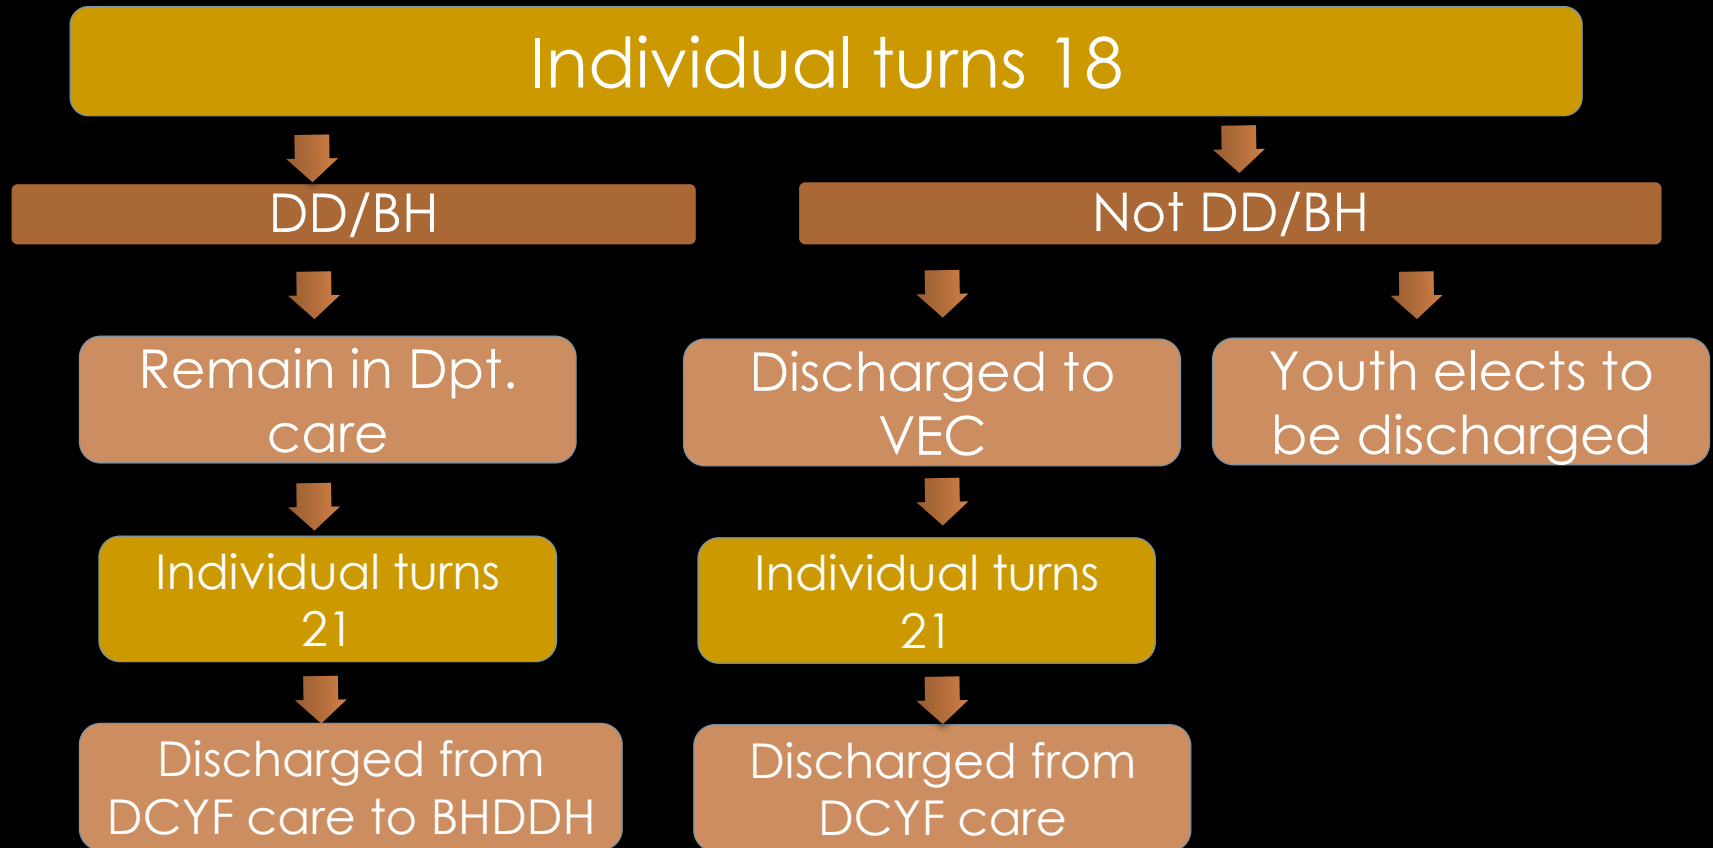 Individual turns 18
DD/BH
Not DD/BH
Remain in Dpt.
care
Discharged to
VEC
Youth elects to
be discharged
Individual turns
21
Individual turns
21
Discharged from
DCYF care to BHDDH
Discharged from
DCYF care